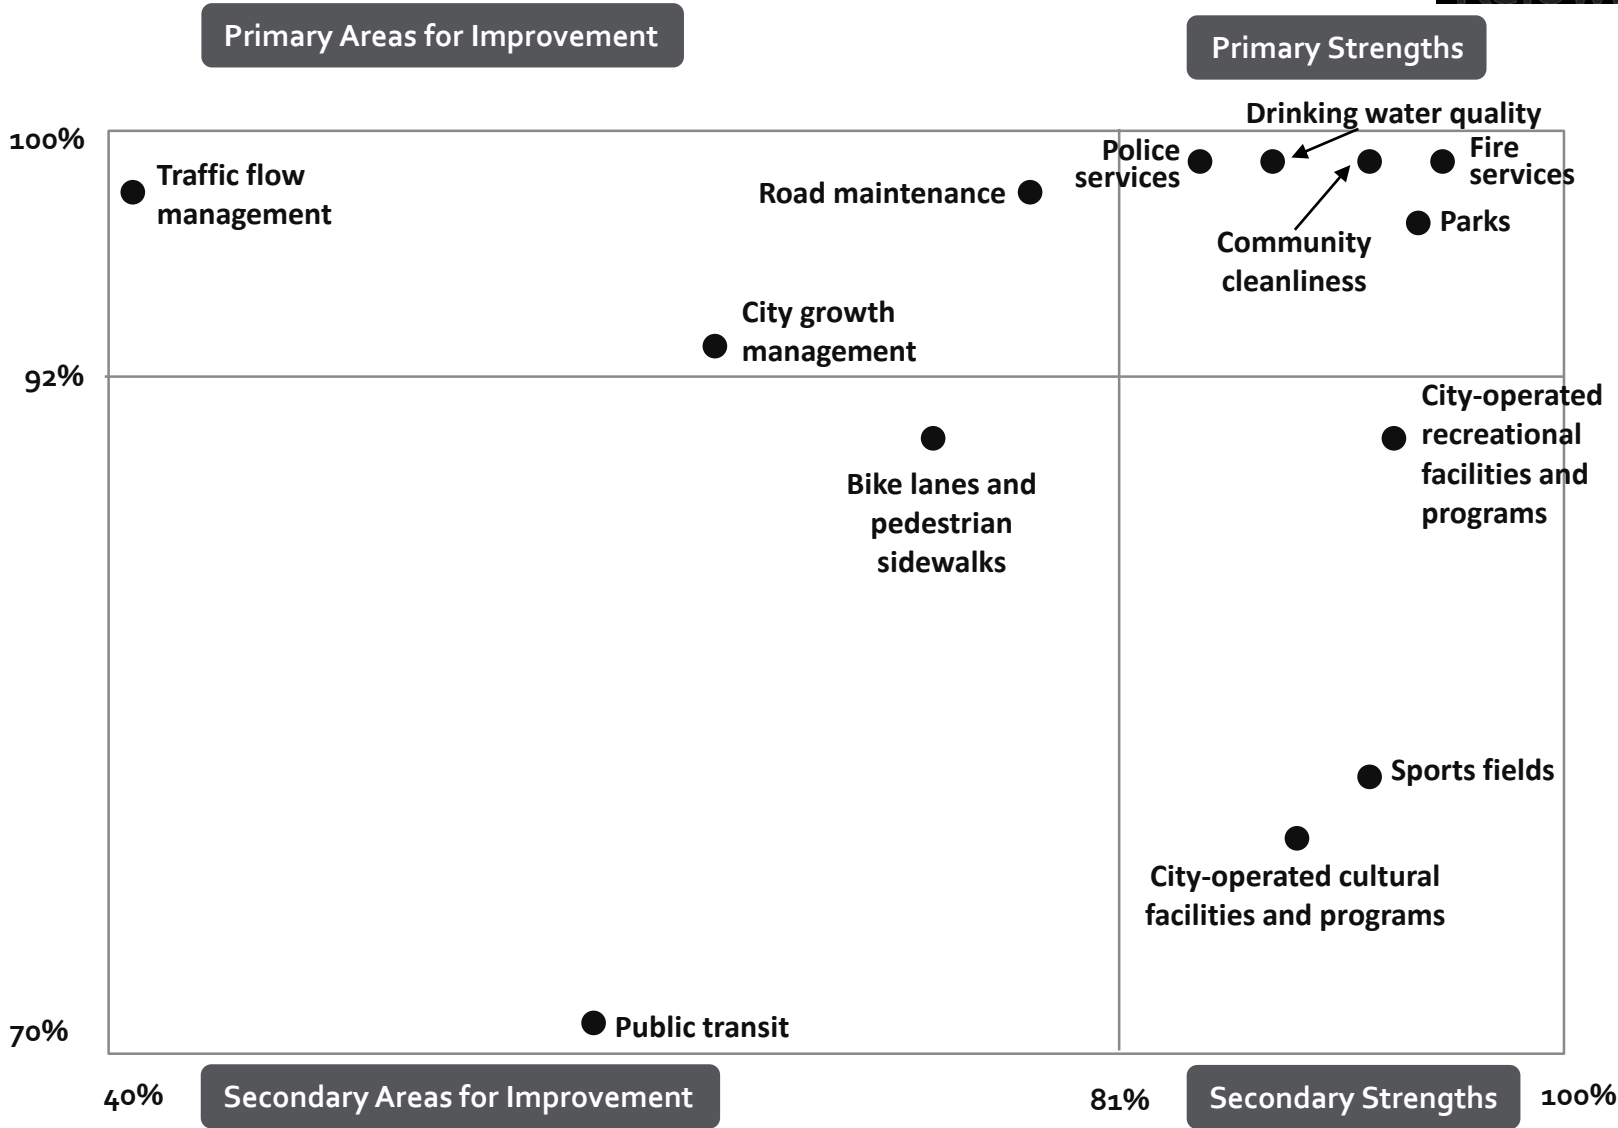 Primary Areas for Improvement
Primary Strengths
Drinking water quality
100%
Police
services
Fire
services
Traffic flow
management
Road maintenance
Parks
Community
cleanliness
City growth
management
92%
City-operated
recreational
facilities and
programs
Bike lanes and
pedestrian
sidewalks
Sports fields
City-operated cultural
facilities and programs
Public transit
70%
40%
Secondary Areas for Improvement
81%
Secondary Strengths
100%